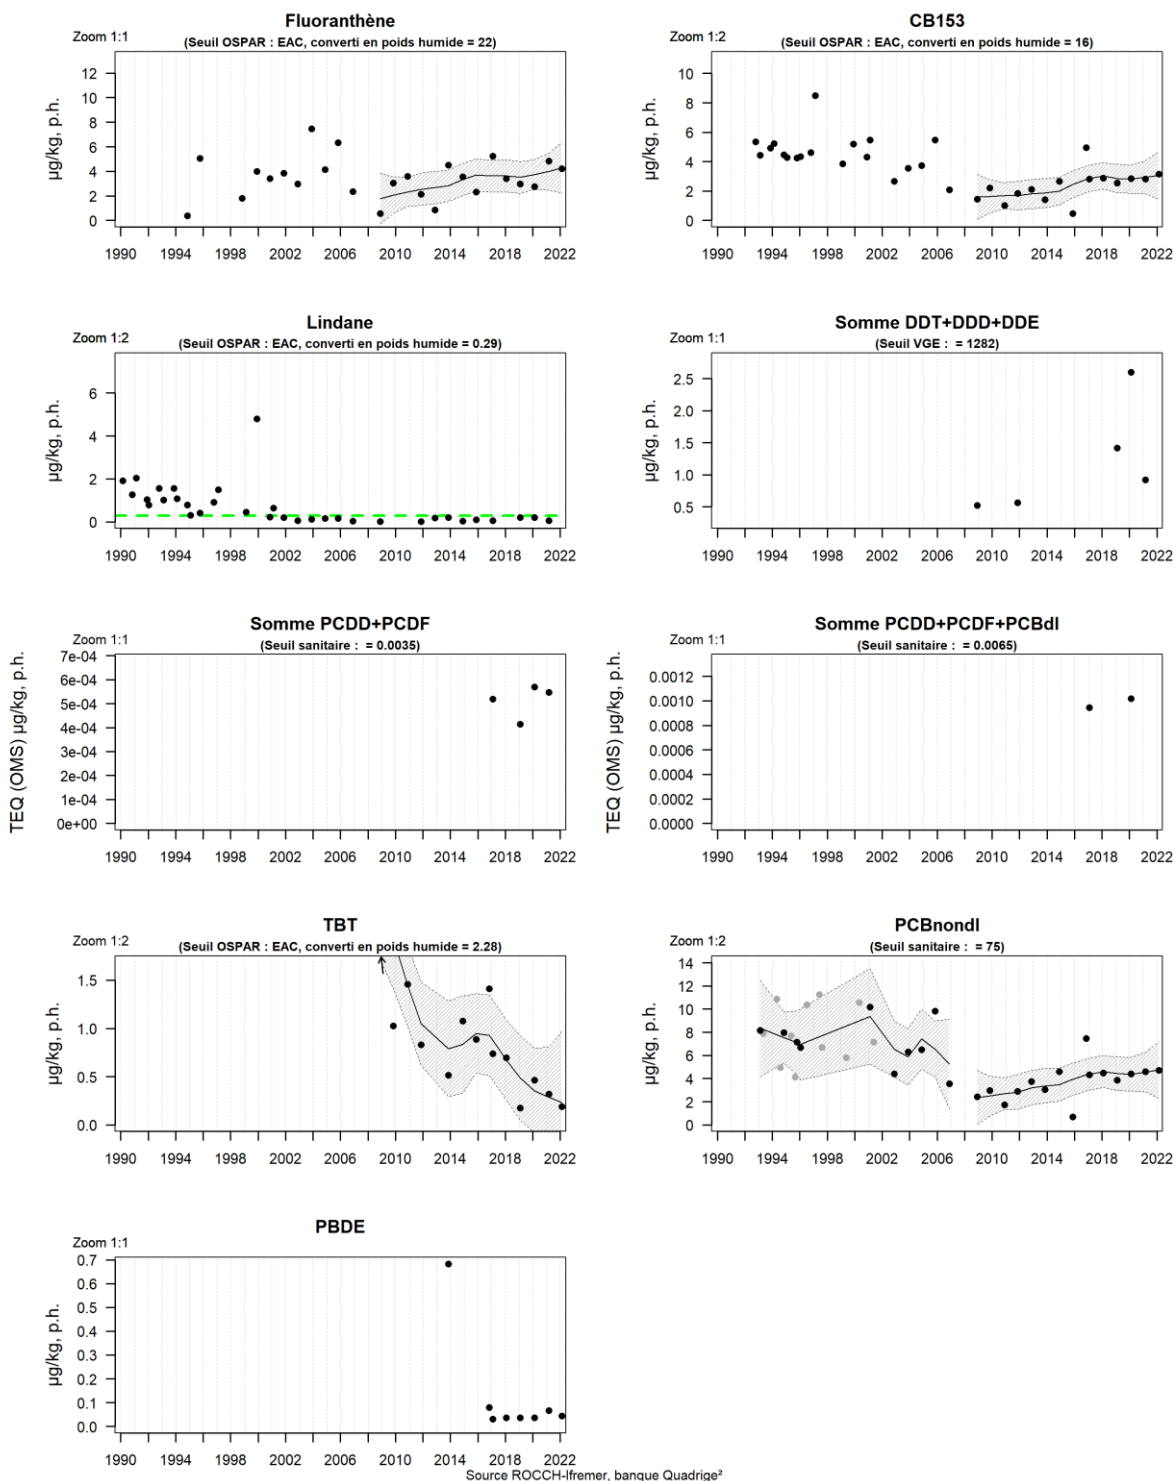 Fluoranthène
Zoom 1:1
(Seuil OSPAR : EAC, converti en poids humide = 22)
µg/kg, p.h.
12
10
8
6
4
2
0
1990 1994 1998 2002 2006 2010 2014 2018 2022
CB153
Zoom 1:2
(Seuil OSPAR : EAC, converti en poids humide = 16)
µg/kg, p.h.
10
8
6
4
2
0
1990 1994 1998 2002 2006 2010 2014 2018 2022
Lindane
Zoom 1:2
(Seuil OSPAR : EAC, converti en poids humide = 0.29)
µg/kg, p.h.
6
4
2
0
1990 1994 1998 2002 2006 2010 2014 2018 2022
Somme DDT+DDD+DDE
Zoom 1:1
(Seuil VGE :  = 1282)
µg/kg, p.h.
2.5
2.0
1.5
1.0
0.5
1990 1994 1998 2002 2006 2010 2014 2018 2022
Somme PCDD+PCDF
Zoom 1:1
(Seuil sanitaire :  = 0.0035)
TEQ (OMS) µg/kg, p.h.
7e-04
6e-04
5e-04
4e-04
3e-04
2e-04
1e-04
0e+00
1990 1994 1998 2002 2006 2010 2014 2018 2022
Somme PCDD+PCDF+PCBdl
Zoom 1:1
(Seuil sanitaire :  = 0.0065)
TEQ (OMS) µg/kg, p.h.
0.0012
0.0010
0.0008
0.0006
0.0004
0.0002
0.0000
1990 1994 1998 2002 2006 2010 2014 2018 2022
TBT
Zoom 1:2
(Seuil OSPAR : EAC, converti en poids humide = 2.28)
µg/kg, p.h.
1.5
1.0
0.5
0.0
1990 1994 1998 2002 2006 2010 2014 2018 2022
PCBnondl
Zoom 1:2
(Seuil sanitaire :  = 75)
µg/kg, p.h.
14
12
10
8
6
4
2
0
1990 1994 1998 2002 2006 2010 2014 2018 2022
PBDE
Zoom 1:1
µg/kg, p.h.
0.7
0.6
0.5
0.4
0.3
0.2
0.1
0.0
1990 1994 1998 2002 2006 2010 2014 2018 2022
Source ROCCH-Ifremer, banque Quadrige²